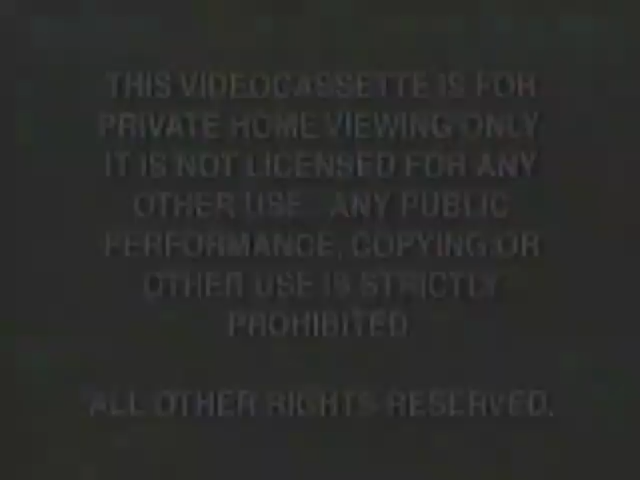 THIS VIDEOCASSETTE IS FOR
PRIVATE HOME VIEWING ONLY.
IT IS NOT LICENSED FOR ANY
OTHER USE. ANY PUBLIC
PERFORMANCE, COPYING OR
OTHER USE IS STRICTLY
PROHIBITED.
ALL OTHER RIGHTS RESERVED.